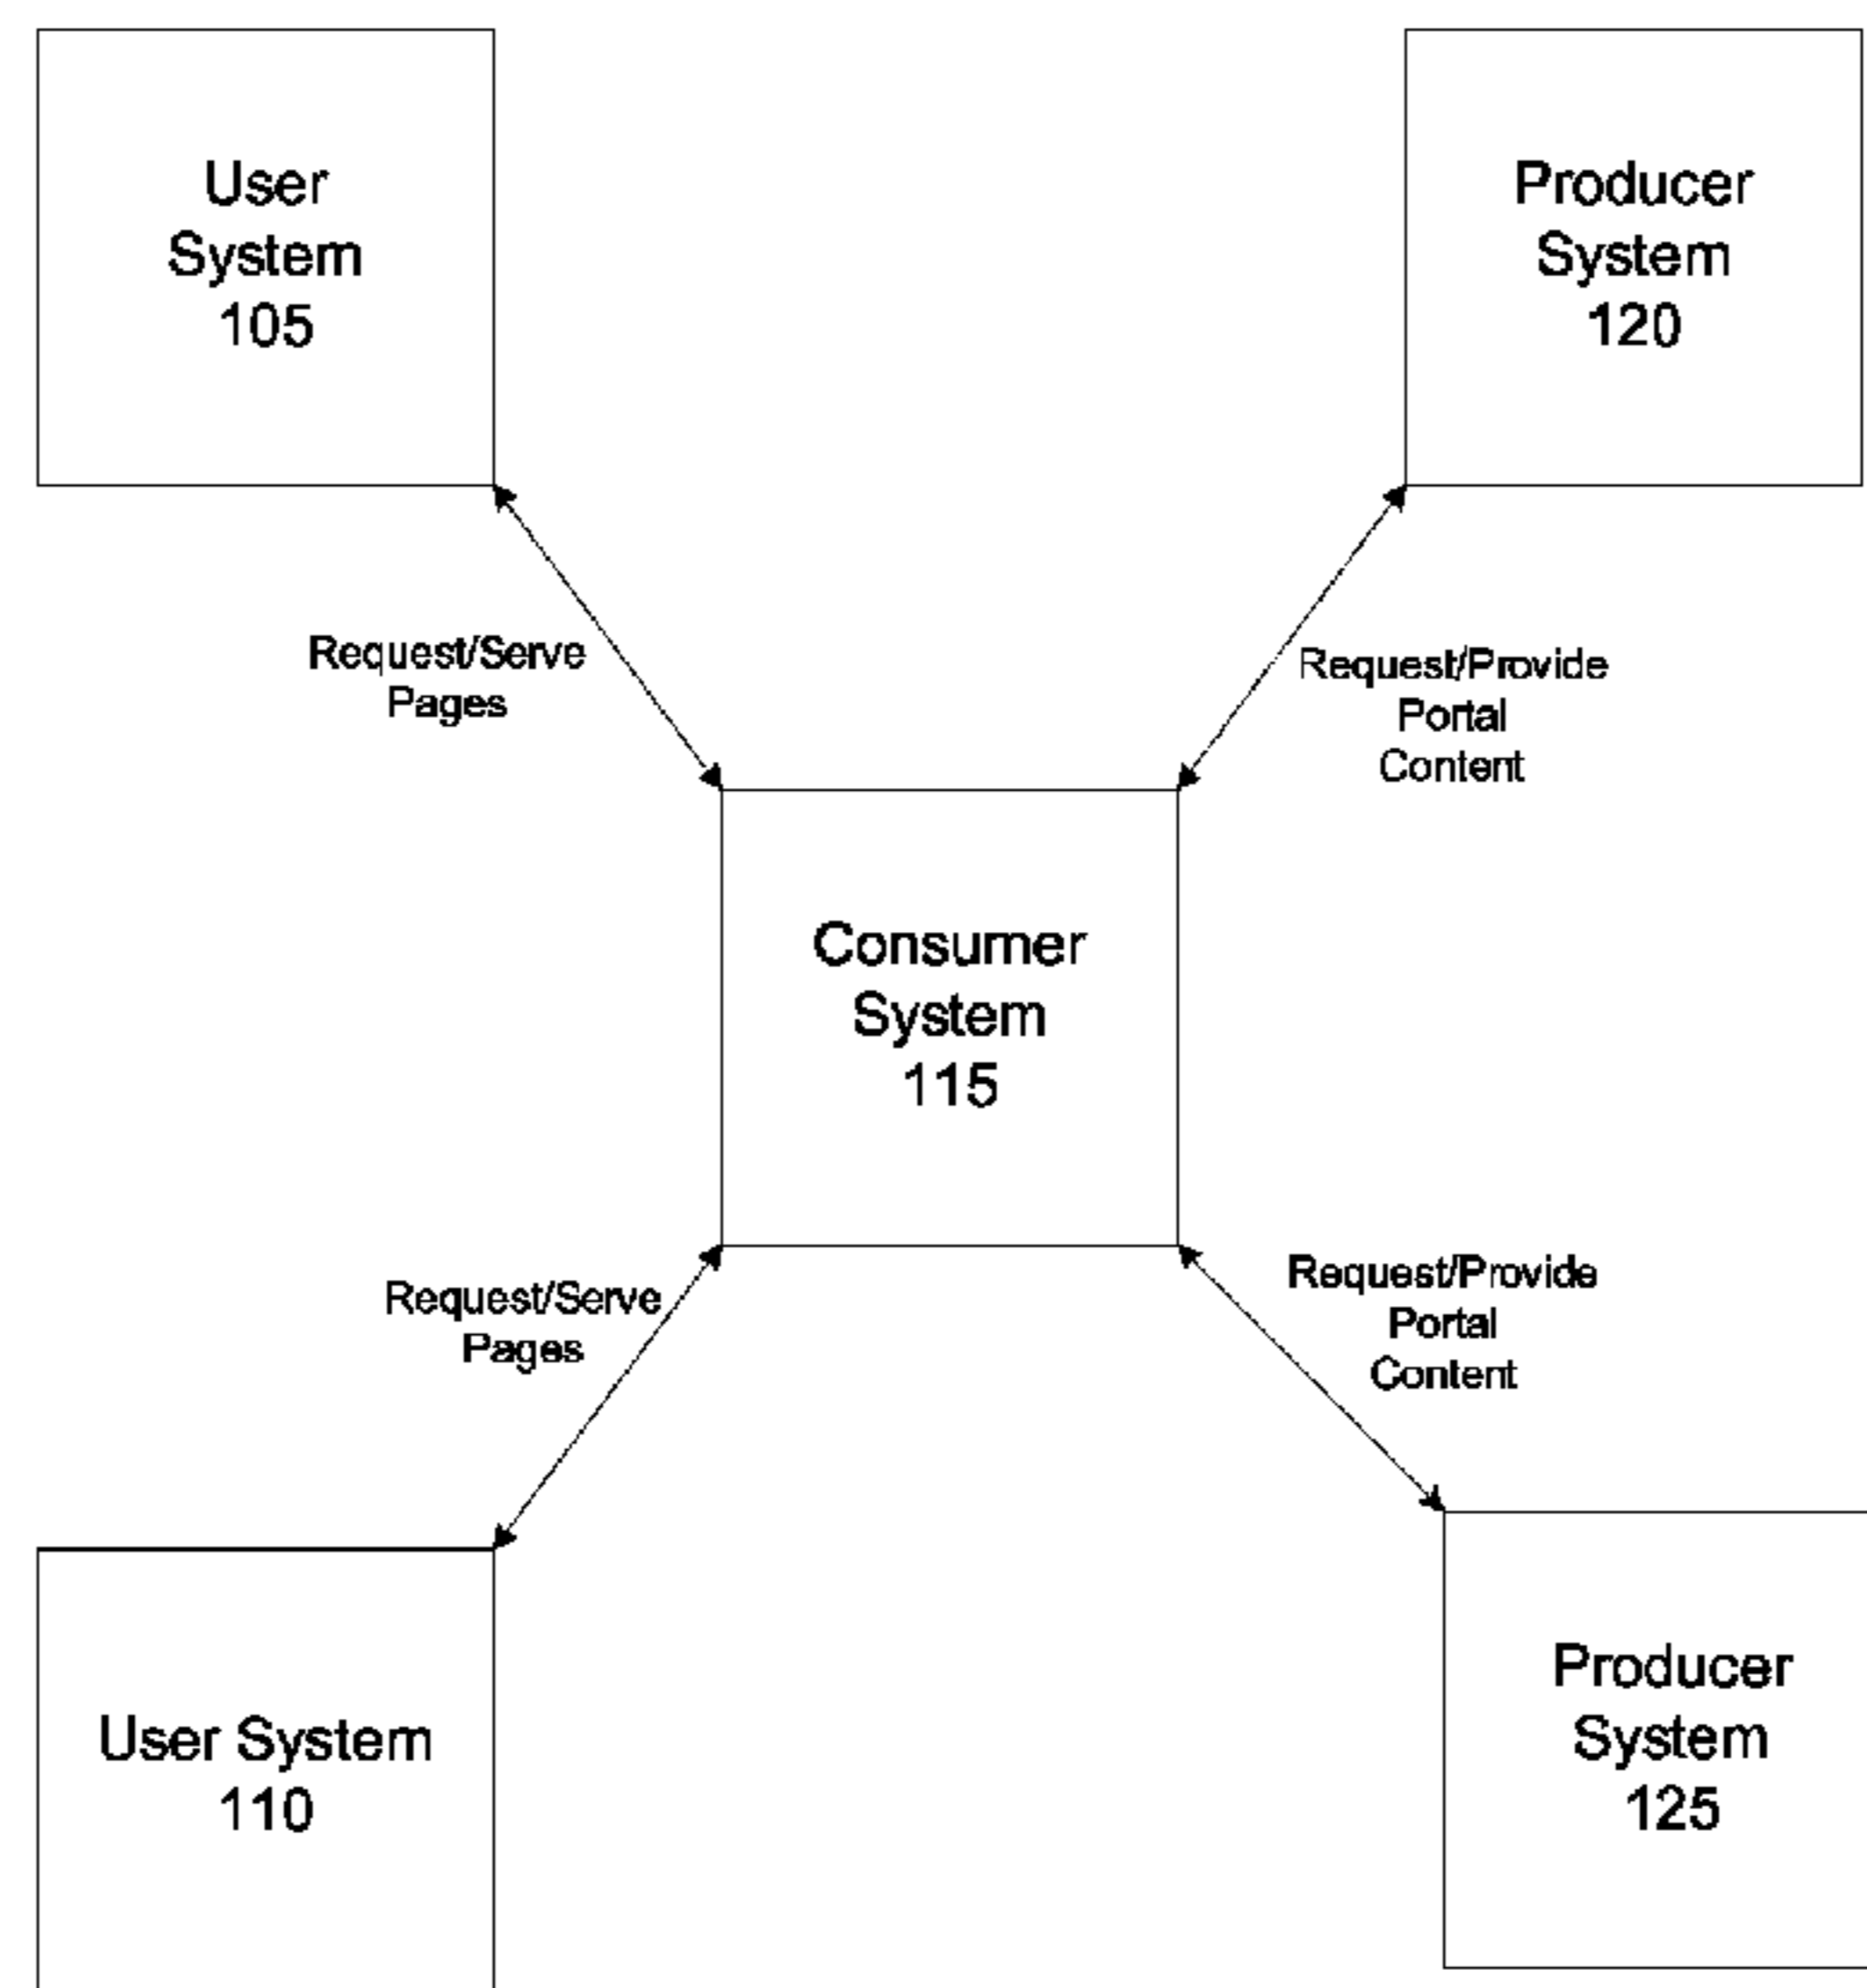 User
System
105
Producer
System
120
Request/Serve
Pages
Request/Provide
Portal
Content
Consumer
System
115
Request/Serve
Pages
Request/Provide
Portal
Content
User System
110
Producer
System
125